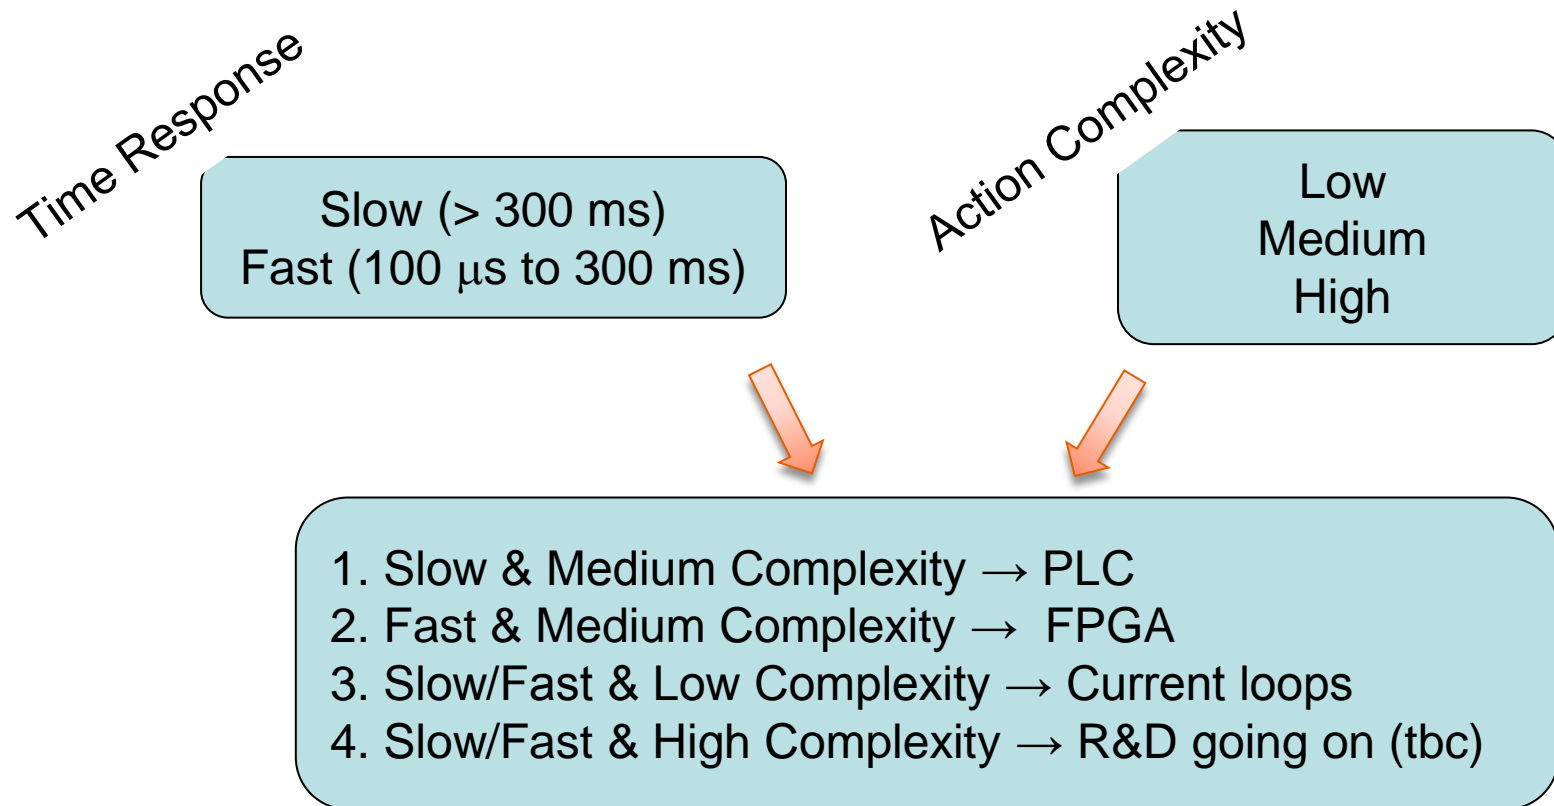 Time Response
Slow (> 300 ms)
Fast (100 μs to 300 ms)
Action Complexity
Low
Medium
High
1. Slow & Medium Complexity → PLC
2. Fast & Medium Complexity → FPGA
3. Slow/Fast & Low Complexity → Current loops
4. Slow/Fast & High Complexity → R&D going on (tbc)